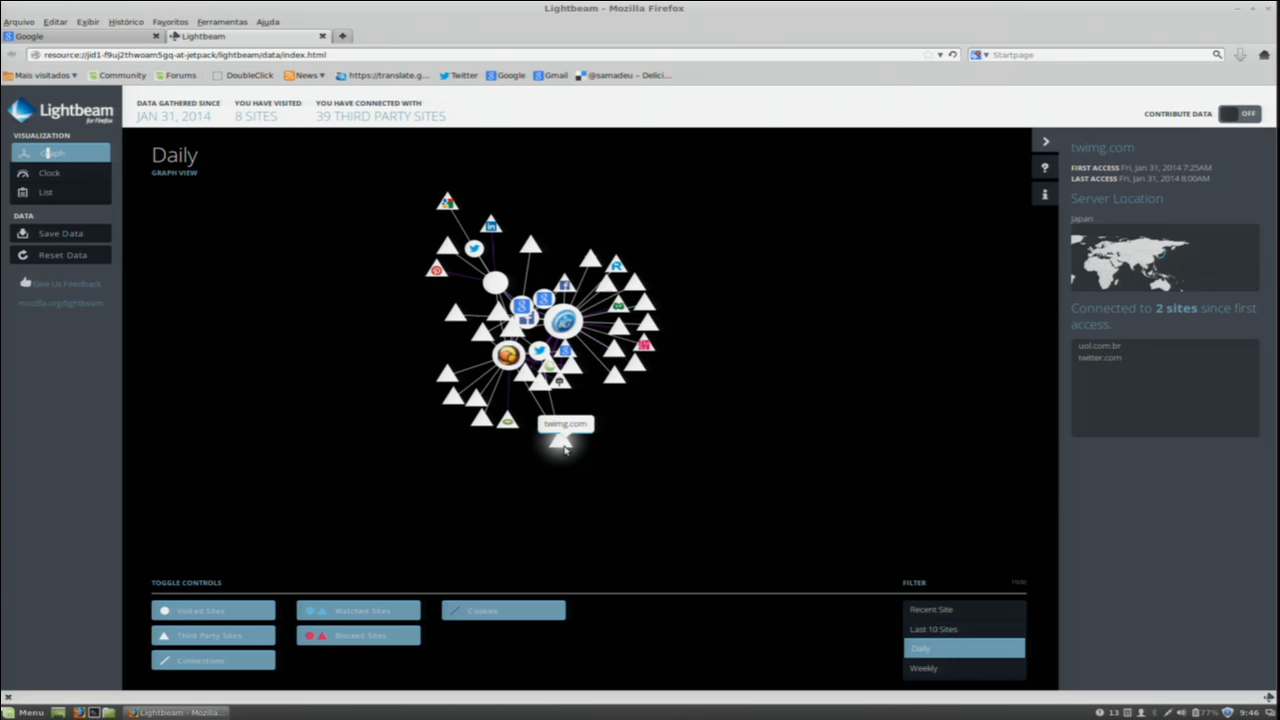 Lightbeam - Mozilla Firefox
Arquivo Editar Exibir Histórico Favoritos Ferramentas Ajuda
Google
Lightbeam
resource://jid1-f9uj2thwoam5gq-at-jetpack/lightbeam/data/index.html
Startpage
Mais visitados Community Forums DoubleClick News https://translate.g... Twitter Google Gmail @samadeu – Delici...
Lightbeam
for Firefox
DATA GATHERED SINCE
JAN 31, 2014
YOU HAVE VISITED
8 SITES
YOU HAVE CONNECTED WITH
39 THIRD PARTY SITES
CONTRIBUTE DATA OFF
VISUALIZATION
Graph
Clock
List
DATA
Save Data
Reset Data
Give Us Feedback
mozilla.org/lightbeam
Daily
GRAPH VIEW
twimg.com
twimg.com
FIRST ACCESS Fri, Jan 31, 2014 7:25AM
LAST ACCESS Fri, Jan 31, 2014 8:00AM
Server Location
Japan
Connected to 2 sites since first
access.
uol.com.br
twitter.com
TOGGLE CONTROLS
Visited Sites
Watched Sites
Cookies
Third Party Sites
Blocked Sites
Connections
FILTER
Hide
Recent Site
Last 10 Sites
Daily
Weekly
Menu
Lightbeam - Mozilla...
13
77%
9:46